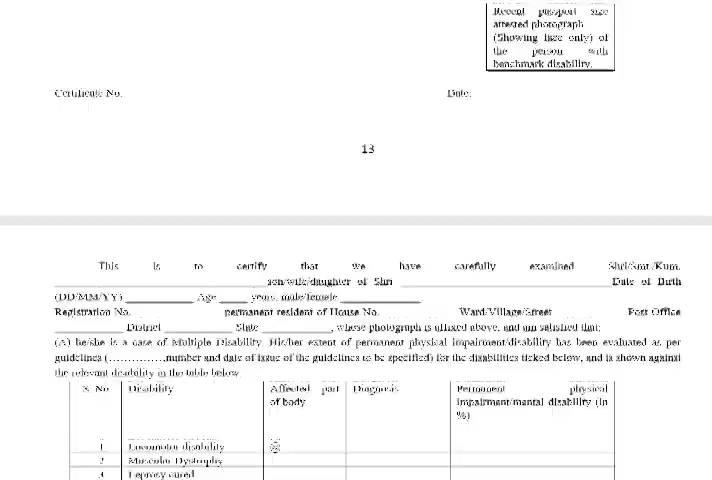 Recent passport size
attested photograph
(Showing face only) of
the person with
benchmark disability.
Certificate No. Date:
13
This is to certify that we have carefully examined Shri/Smt./Kum.
son/wife/daughter of Shri Date of Birth
(DD/MM/YY) Age years, male/female
Registration No. permanent resident of House No. Ward/Village/Street Post Office
District State , whose photograph is affixed above, and am satisfied that:
(A) he/she is a case of Multiple Disability. His/her extent of permanent physical impairment/disability has been evaluated as per
guidelines (…………..number and date of issue of the guidelines to be specified) for the disabilities ticked below, and is shown against
the relevant disability in the table below
S. No Disability Affected part of body Diagnosis Permanent physical impairment/mental disability (in %)
1. Locomotor disability @
2 Muscular Dystrophy
3 Leprosy cured